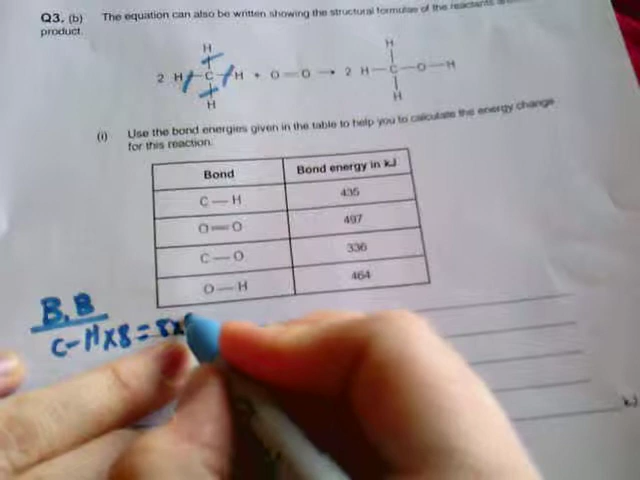 Q3. (b) The equation can also be written showing the structural formulae of the reactants
product.
H H
2 H C H + O O → 2 H C O H
H H
(i) Use the bond energies given in the table to help you to calculate the energy change
for this reaction.
Bond Bond energy in kJ
C — H 435
O = O 497
C — O 336
O — H 464
B.B
C-H x 8 = 8x
kJ